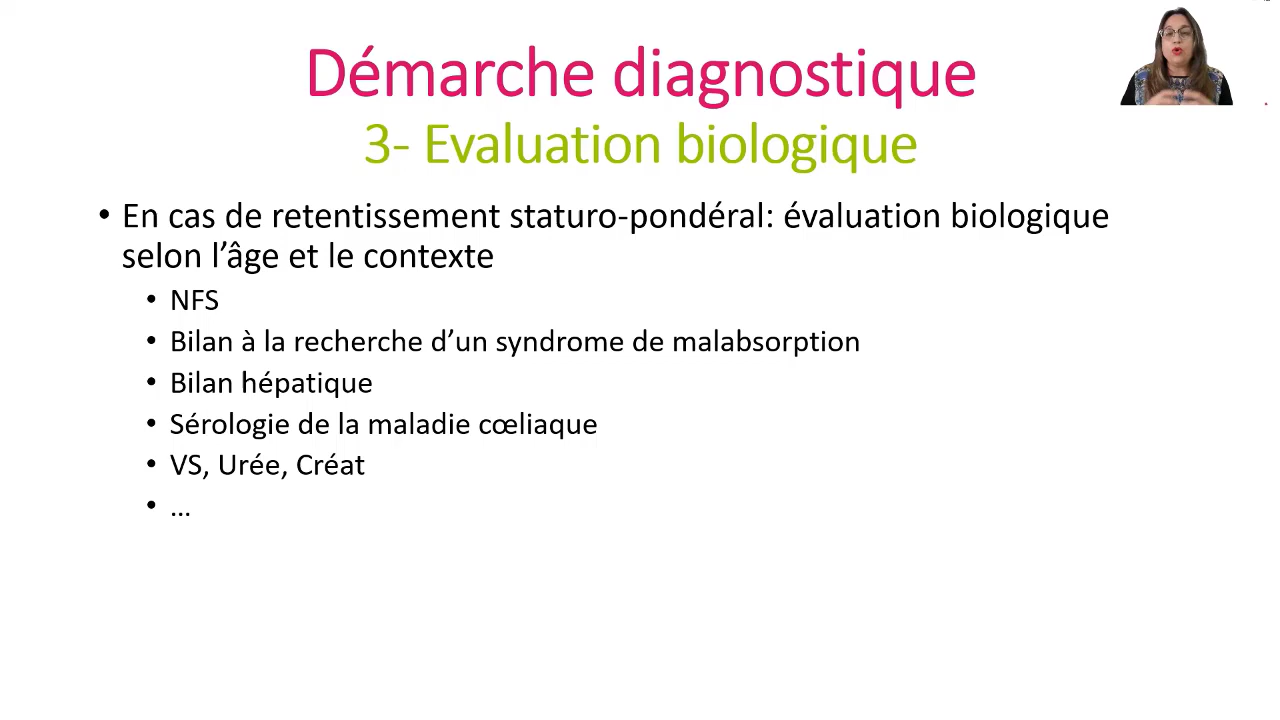 Démarche diagnostique
3- Evaluation biologique
• En cas de retentissement staturo-pondéral: évaluation biologique
selon l’âge et le contexte
• NFS
• Bilan à la recherche d’un syndrome de malabsorption
• Bilan hépatique
• Sérologie de la maladie cœliaque
• VS, Urée, Créat
• ...